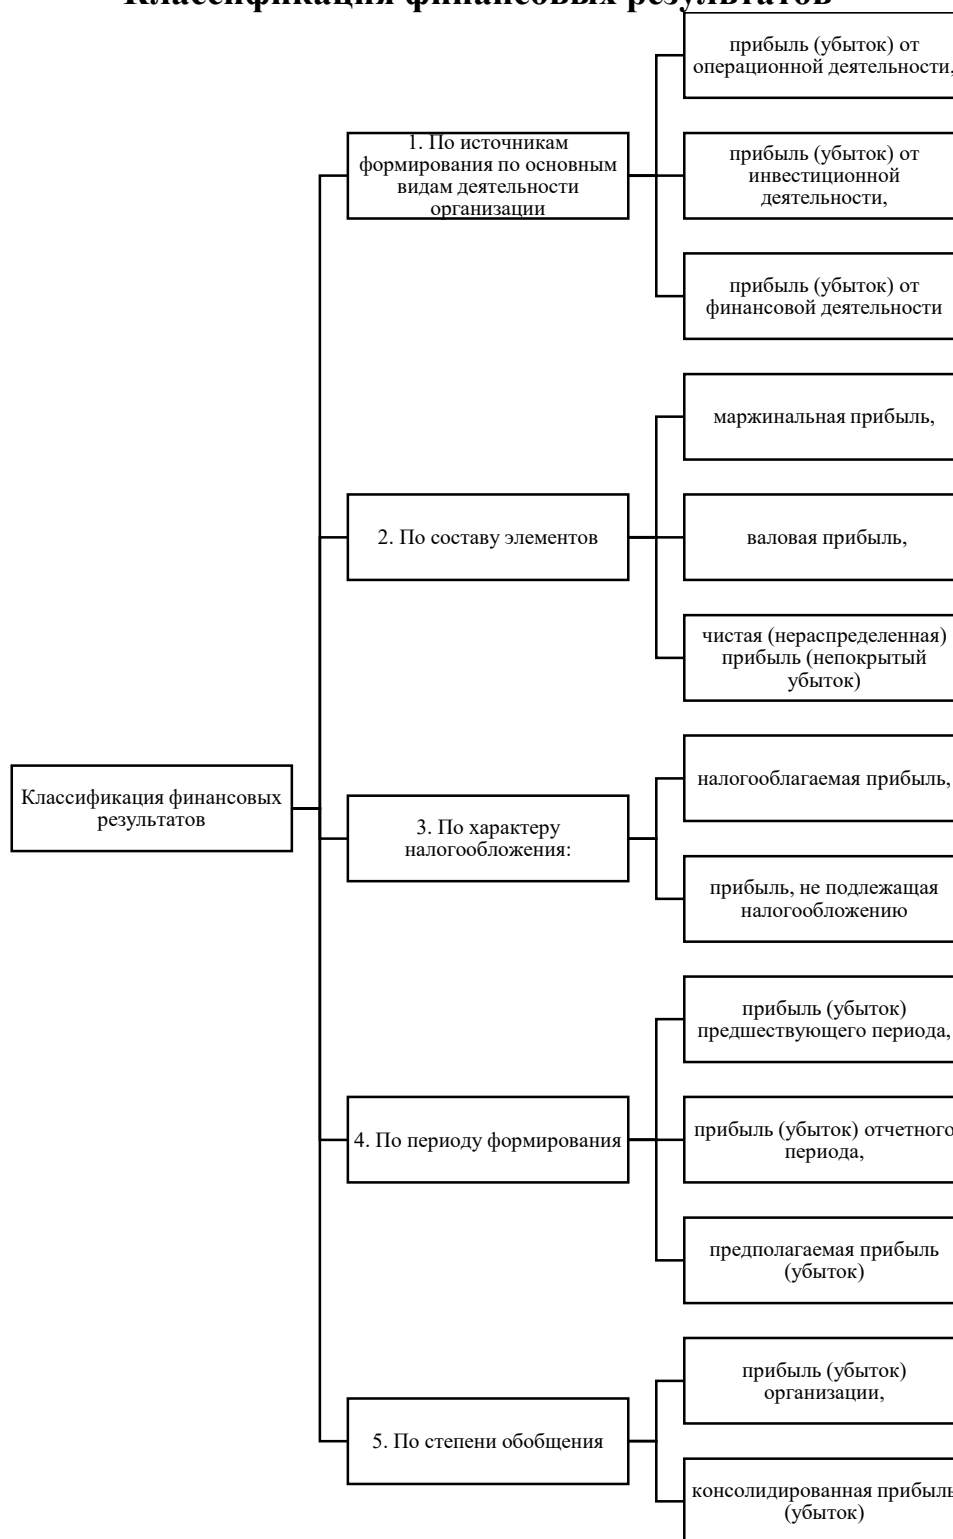 Классификация финансовых результатов
прибыль (убыток) от
операционной деятельности,
1. По источникам
формирования по основным
видам деятельности
организации
прибыль (убыток) от
инвестиционной
деятельности,
прибыль (убыток) от
финансовой деятельности
маржинальная прибыль,
2. По составу элементов
валовая прибыль,
чистая (нераспределенная)
прибыль (непокрытый
убыток)
Классификация финансовых
результатов
налогооблагаемая прибыль,
3. По характеру
налогообложения:
прибыль, не подлежащая
налогообложению
прибыль (убыток)
предшествующего периода,
4. По периоду формирования
прибыль (убыток) отчетного
периода,
предполагаемая прибыль
(убыток)
прибыль (убыток)
организации,
5. По степени обобщения
консолидированная прибыль
(убыток)